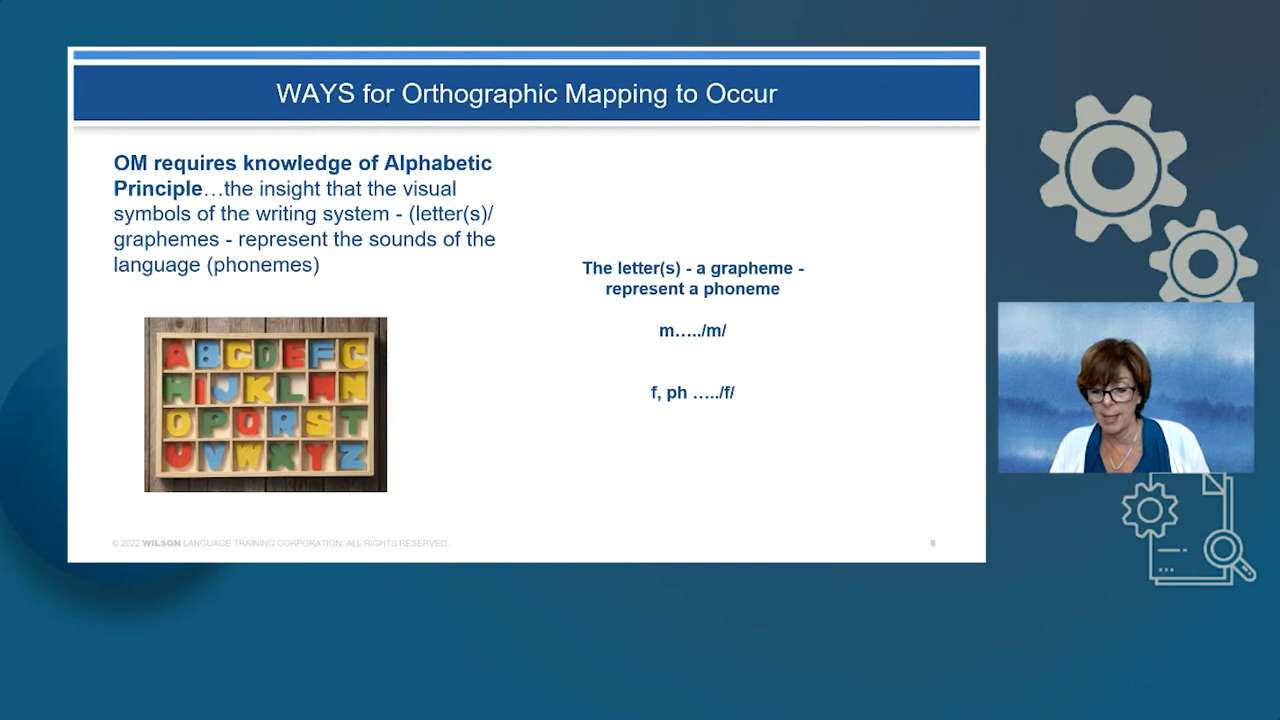 WAYS for Orthographic Mapping to Occur
OM requires knowledge of Alphabetic
Principle…the insight that the visual
symbols of the writing system - (letter(s)/
graphemes - represent the sounds of the
language (phonemes)
The letter(s) - a grapheme -
represent a phoneme
m…../m/
f, ph …../f/
A B C D E F C
H I J K L M N
O P Q R S T
U V W X Y Z
© 2022 WILSON LANGUAGE TRAINING CORPORATION. ALL RIGHTS RESERVED.
8